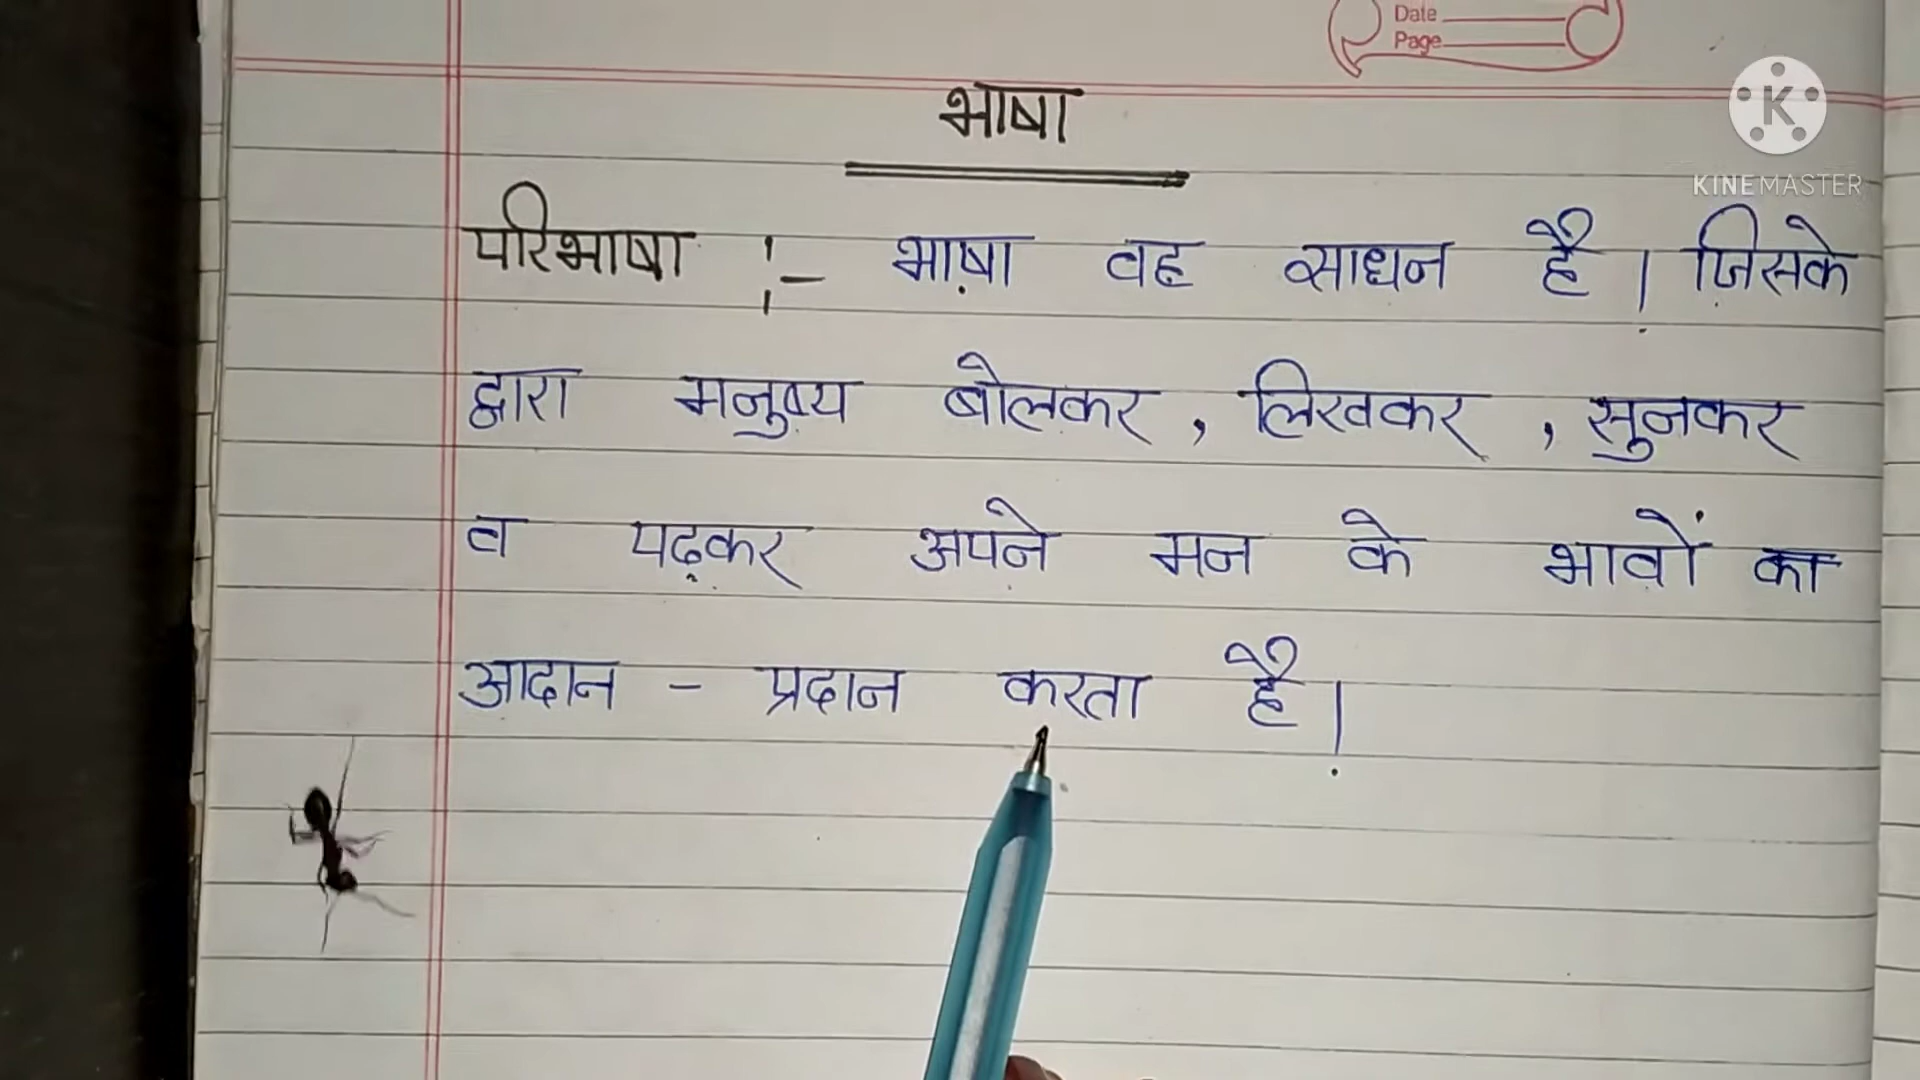 Date
Page
K
KINEMASTER
भाषा
परिभाषा :- भाषा वह साधन है। जिसके
द्वारा मनुष्य बोलकर, लिखकर, सुनकर
व पढ़कर अपने मन के भावों का
आदान - प्रदान करता है।